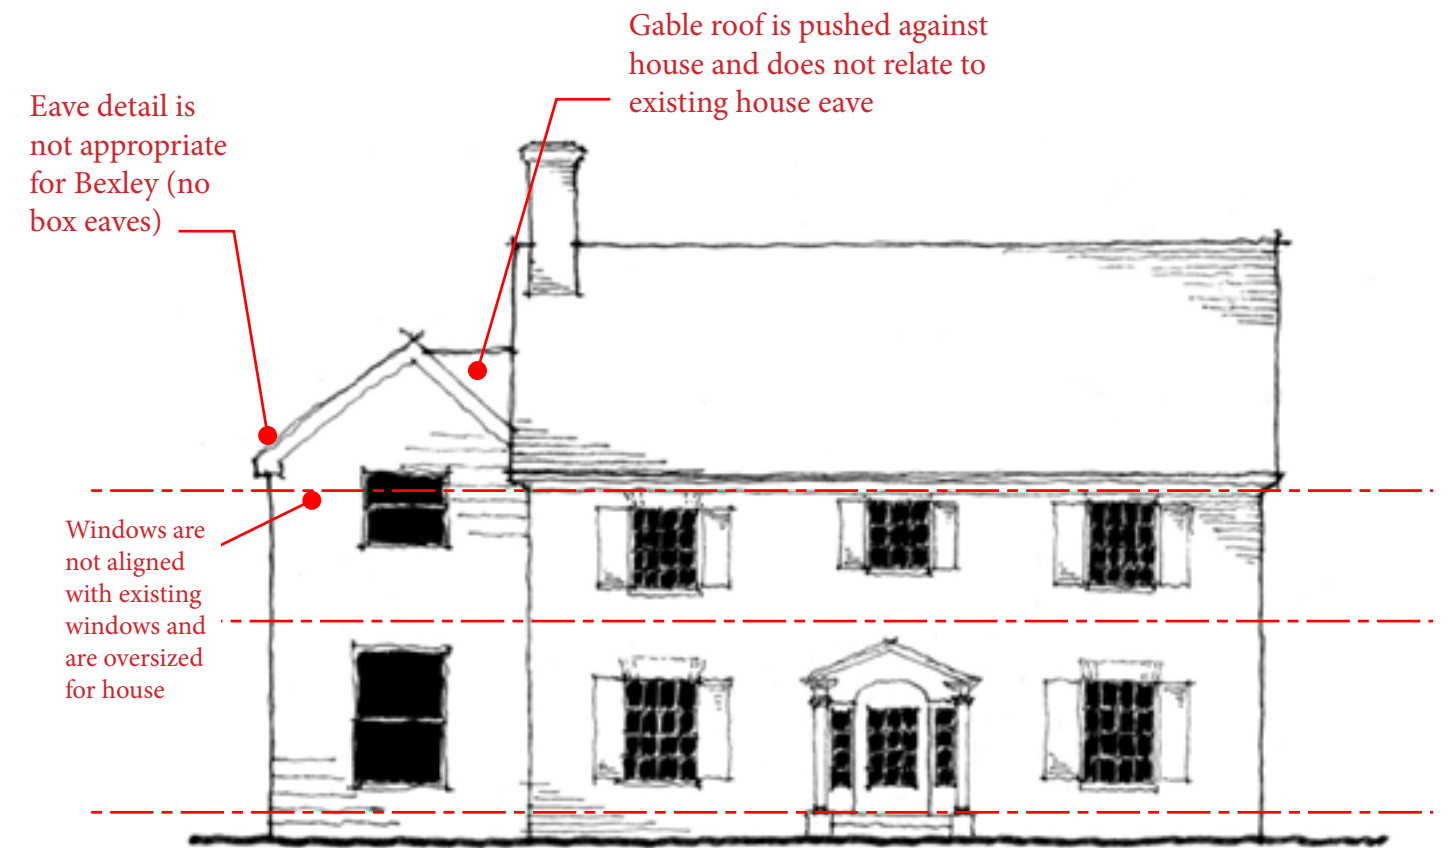 Gable roof is pushed against
house and does not relate to
existing house eave
Eave detail is
not appropriate
for Bexley (no
box eaves)
Windows are
not aligned
with existing
windows and
are oversized
for house